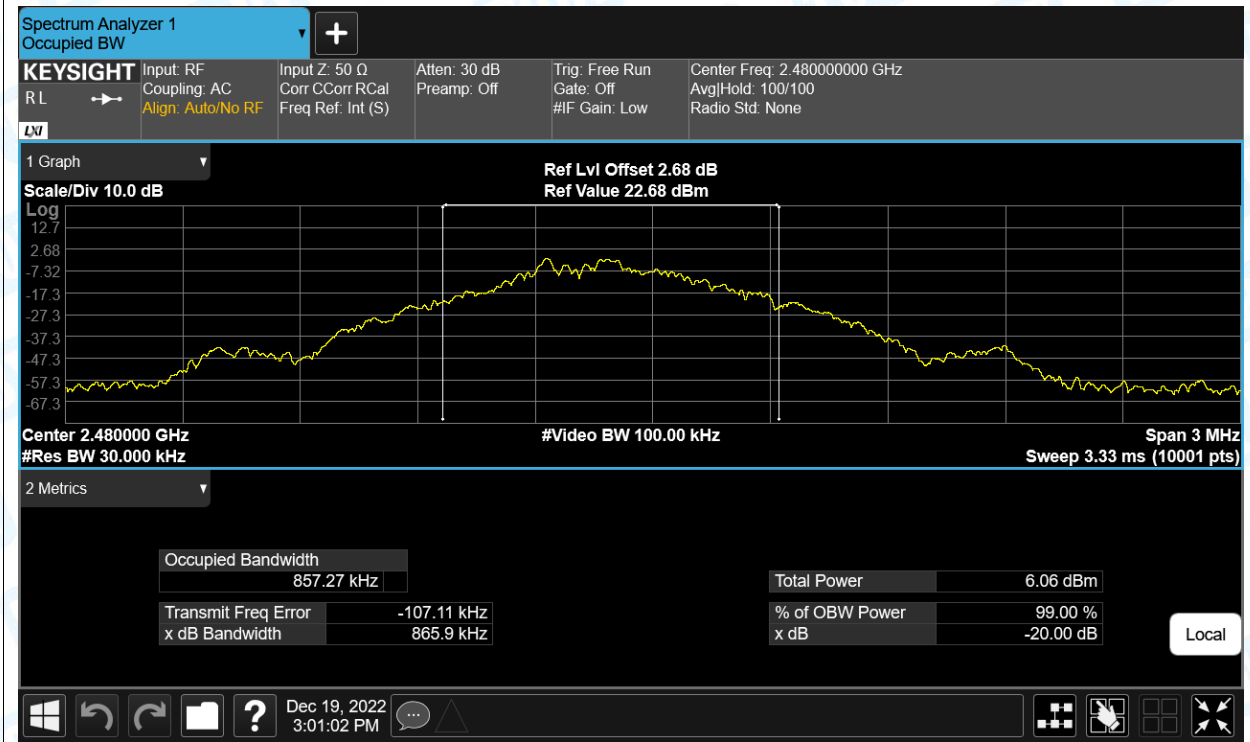 Spectrum Analyzer 1
Occupied BW
KEYSIGHT
R L
LXI
Input: RF
Coupling: AC
Align: Auto/No RF
Input Z: 50 Ω
Corr CCorr RCal
Freq Ref: Int (S)
Atten: 30 dB
Preamp: Off
Trig: Free Run
Gate: Off
#IF Gain: Low
Center Freq: 2.480000000 GHz
Avg|Hold: 100/100
Radio Std: None
1 Graph
Scale/Div 10.0 dB
Ref Lvl Offset 2.68 dB
Ref Value 22.68 dBm
Log
12.7
2.68
-7.32
-17.3
-27.3
-37.3
-47.3
-57.3
-67.3
Center 2.480000 GHz
#Video BW 100.00 kHz
Span 3 MHz
#Res BW 30.000 kHz
Sweep 3.33 ms (10001 pts)
2 Metrics
Occupied Bandwidth
857.27 kHz
Total Power 6.06 dBm
Transmit Freq Error -107.11 kHz
% of OBW Power 99.00 %
x dB Bandwidth 865.9 kHz
x dB -20.00 dB
Local
?
Dec 19, 2022
3:01:02 PM